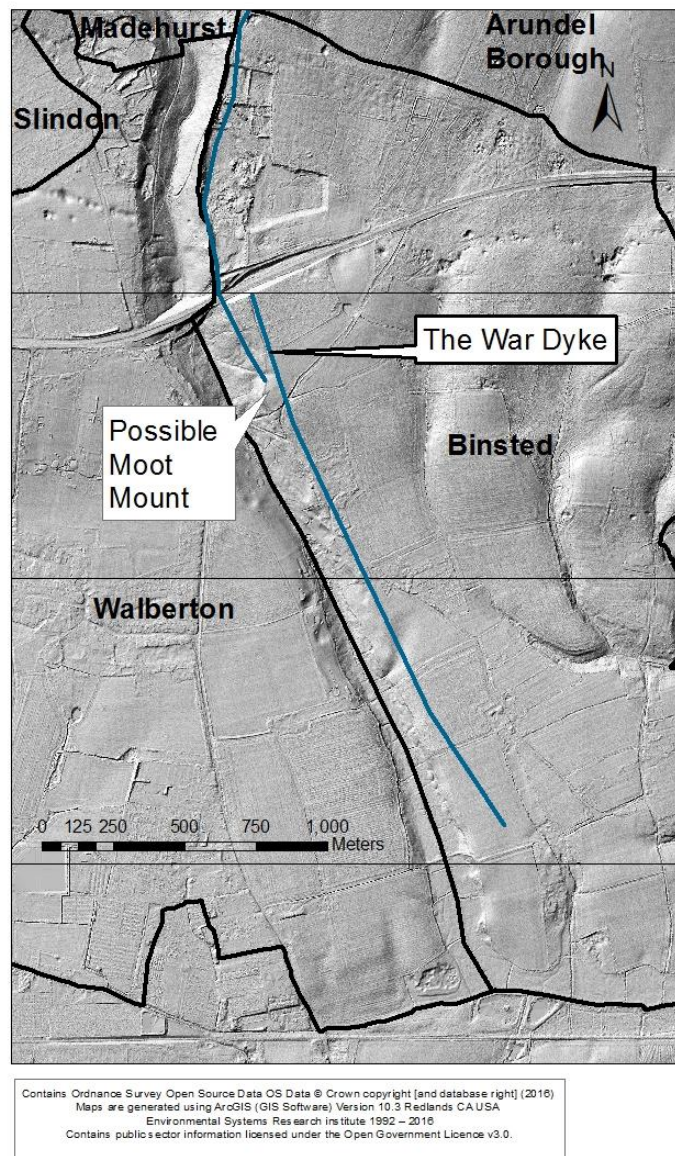 Madehurst
Arundel
Borough
N
Slindon
The War Dyke
Possible
Moot
Mount
Binsted
Walberton
0 125 250 500 750 1,000
Meters
Contains Ordnance Survey Open Source Data OS Data © Crown copyright [and database right] (2016)
Maps are generated using ArcGIS (GIS Software) Version 10.3 Redlands CA USA
Environmental Systems Research institute 1992 – 2016
Contains public sector information licensed under the Open Government Licence v3.0.